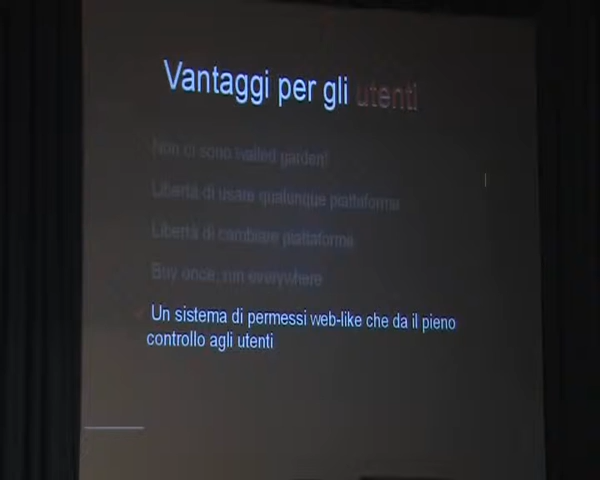 Vantaggi per gli utenti
Non ci sono walled garden!
Libertà di usare qualunque piattaforma
Libertà di cambiare piattaforma
Buy once, run everywhere
Un sistema di permessi web-like che da il pieno
controllo agli utenti